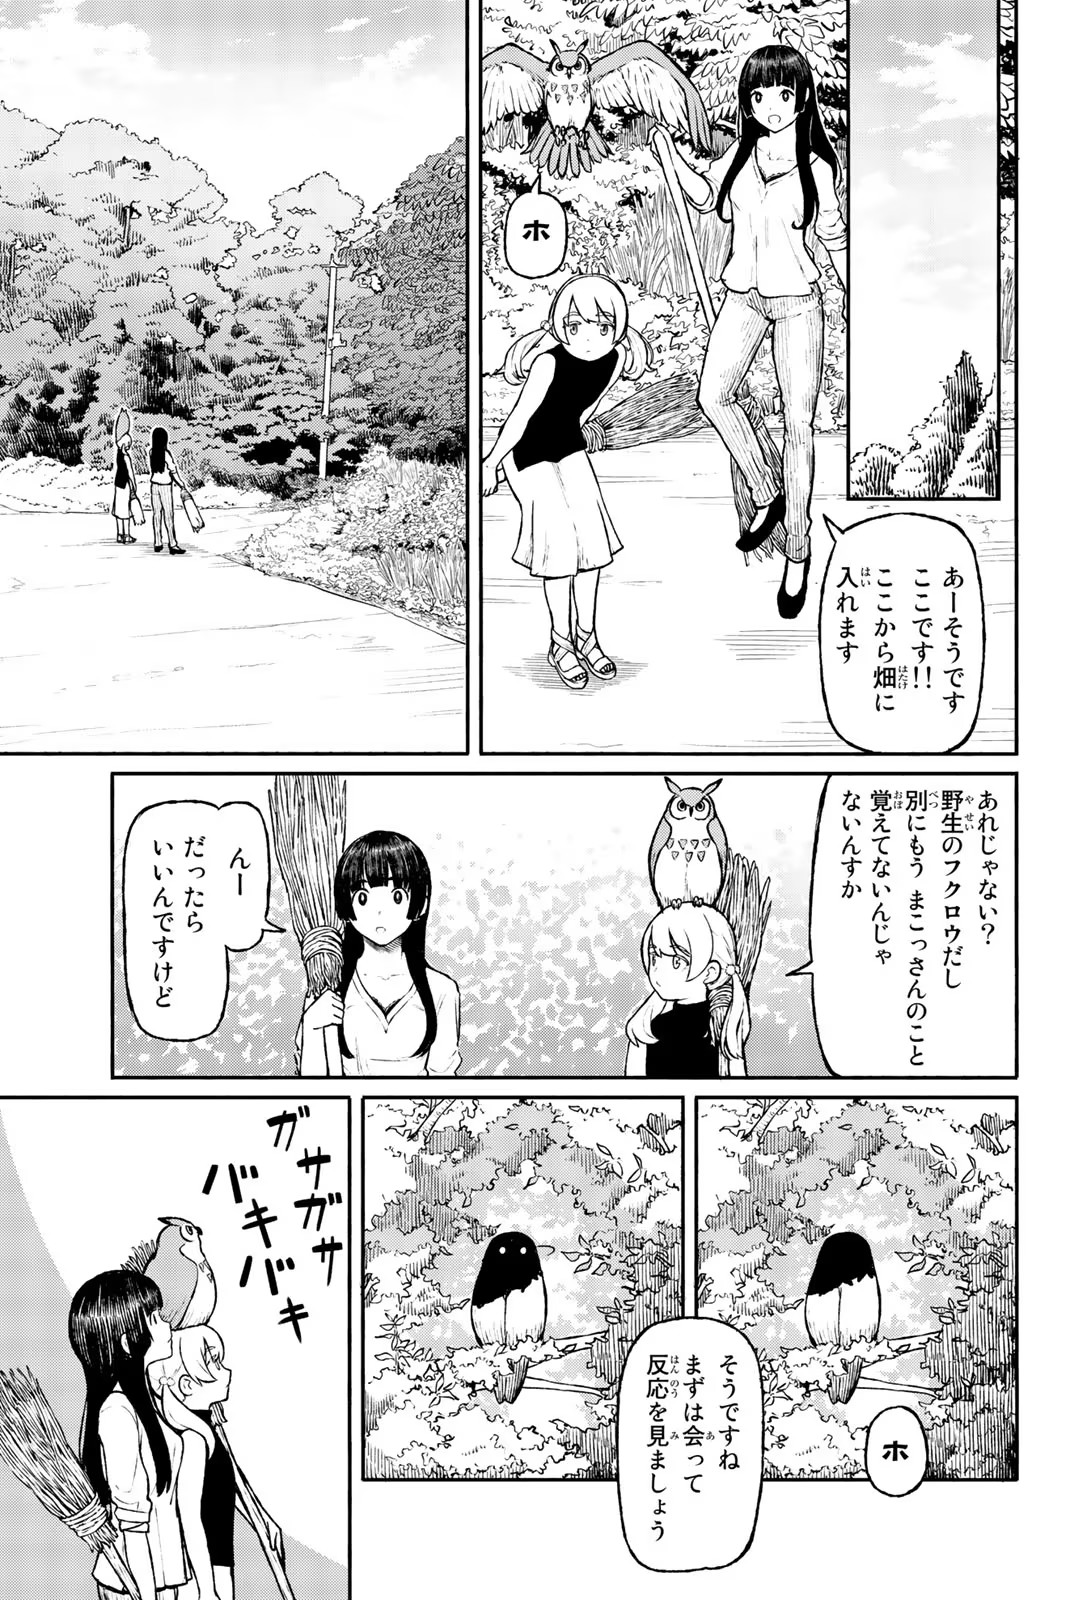 ホ
あーそうです
ここです!!
ここから畑に
入れます
あれじゃない?
野生のフクロウだし
別にもう まこっさんのこと
覚えてないんじゃ
ないんすか
んー
だったら
いいんですけど
ホ
そうですね
まずは会って
反応を見ましょう
ガサガサ
バキバキ